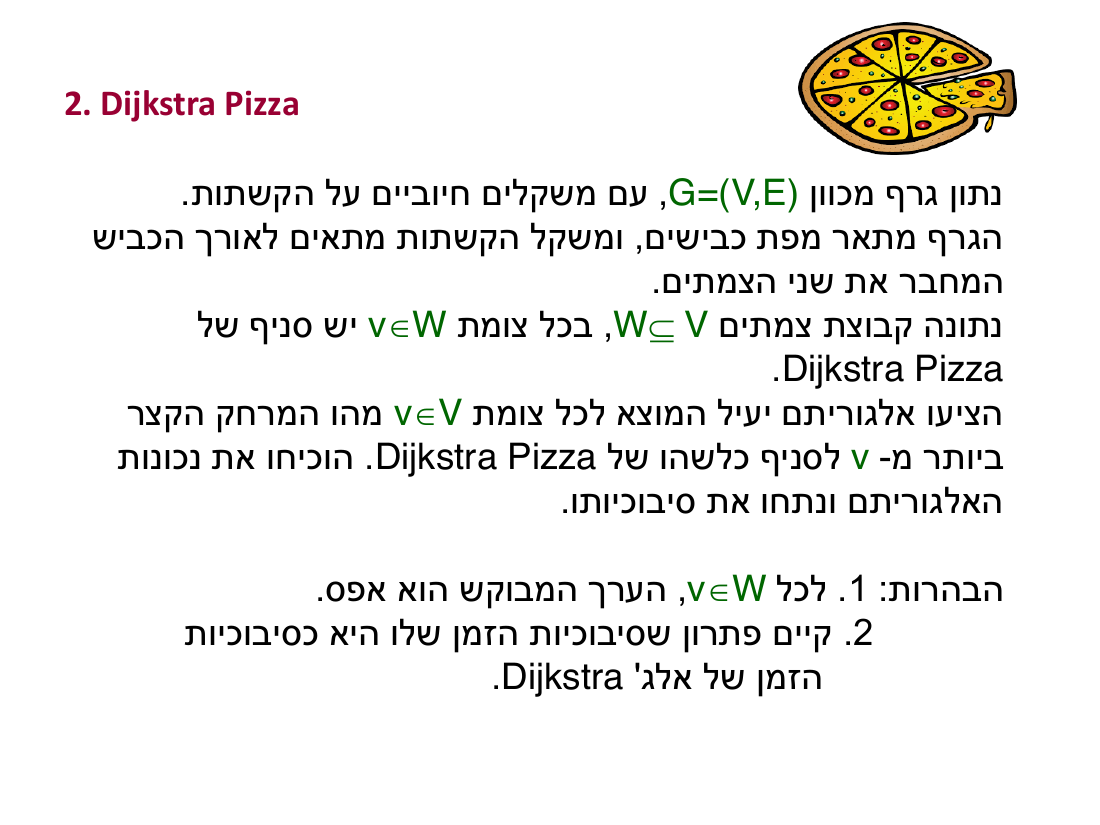 2. Dijkstra Pizza
נתון גרף מכוון G=(V,E), עם משקלים חיוביים על הקשתות.
הגרף מתאר מפת כבישים, ומשקל הקשתות מתאים לאורך הכביש
המחבר את שני הצמתים.
נתונה קבוצת צמתים W⊆ V, בכל צומת v∈W יש סניף של
Dijkstra Pizza.
הציעו אלגוריתם יעיל המוצא לכל צומת v∈V מהו המרחק הקצר
ביותר מ- v לסניף כלשהו של Dijkstra Pizza. הוכיחו את נכונות
האלגוריתם ונתחו את סיבוכיותו.
הבהרות: 1. לכל v∈W, הערך המבוקש הוא אפס.
2. קיים פתרון שסיבוכיות הזמן שלו היא כסיבוכיות
הזמן של אלג' Dijkstra.